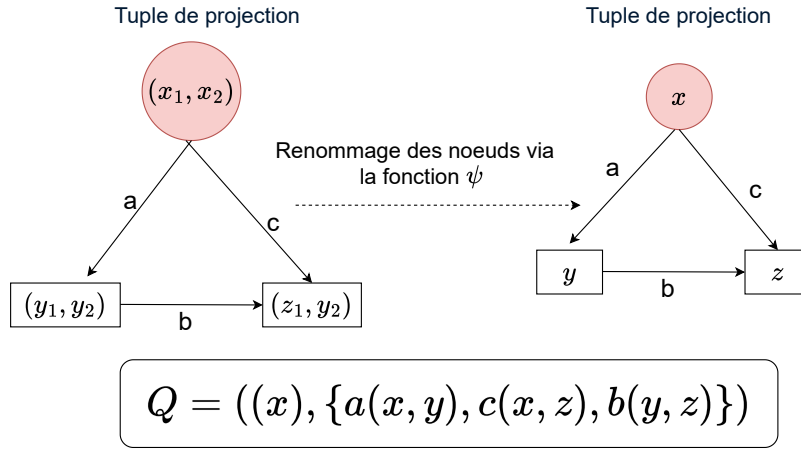 Tuple de projection
Tuple de projection
(x₁, x₂)
x
Renommage des noeuds via
la fonction ψ
a
c
a
c
(y₁, y₂)
b
(z₁, y₂)
y
b
z
Q = ((x), {a(x, y), c(x, z), b(y, z)})